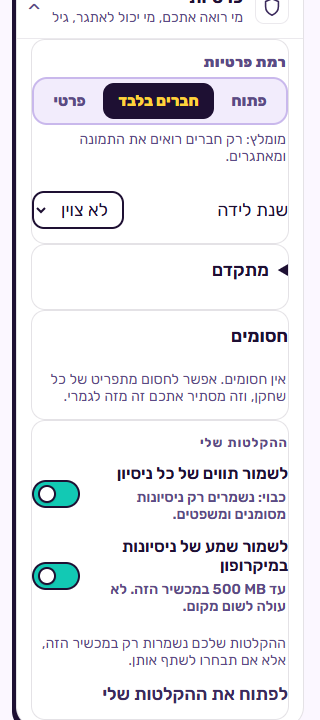 מי רואה אתכם, מי יכול לאתגר, גיל
רמת פרטיות
פתוח
חברים בלבד
פרטי
מומלץ: רק חברים רואים את התמונה
ומאתגרים.
שנת לידה
לא צוין
מתקדם
חסומים
אין חסומים. אפשר לחסום מתפריט של כל
שחקן, וזה מסתיר אתכם זה מזה לגמרי.
ההקלטות שלי
לשמור תווים של כל ניסיון
כבוי: נשמרים רק ניסיונות
מסומנים ומשפטים.
לשמור שמע של ניסיונות
במיקרופון
עד 500 MB במכשיר הזה. לא
עולה לשום מקום.
ההקלטות שלכם נשמרות רק במכשיר הזה,
אלא אם תבחרו לשתף אותן.
לפתוח את ההקלטות שלי